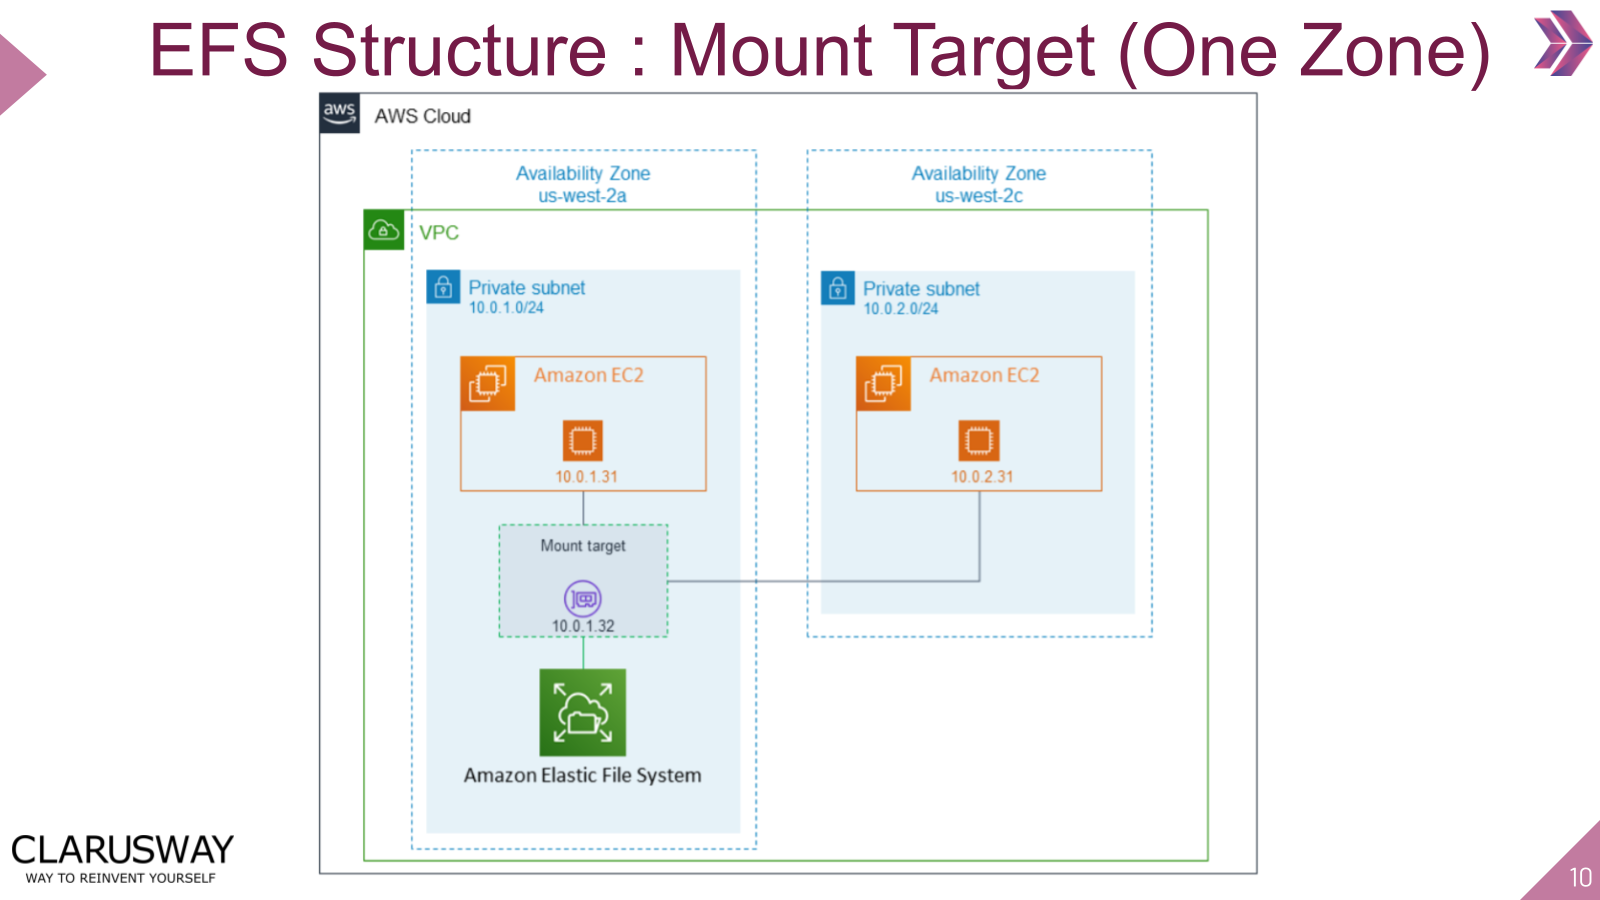 EFS Structure : Mount Target (One Zone)
aws
AWS Cloud
Availability Zone
us-west-2a
Availability Zone
us-west-2c
VPC
Private subnet
10.0.1.0/24
Private subnet
10.0.2.0/24
Amazon EC2
10.0.1.31
Amazon EC2
10.0.2.31
Mount target
10.0.1.32
Amazon Elastic File System
CLARUSWAY
WAY TO REINVENT YOURSELF
10